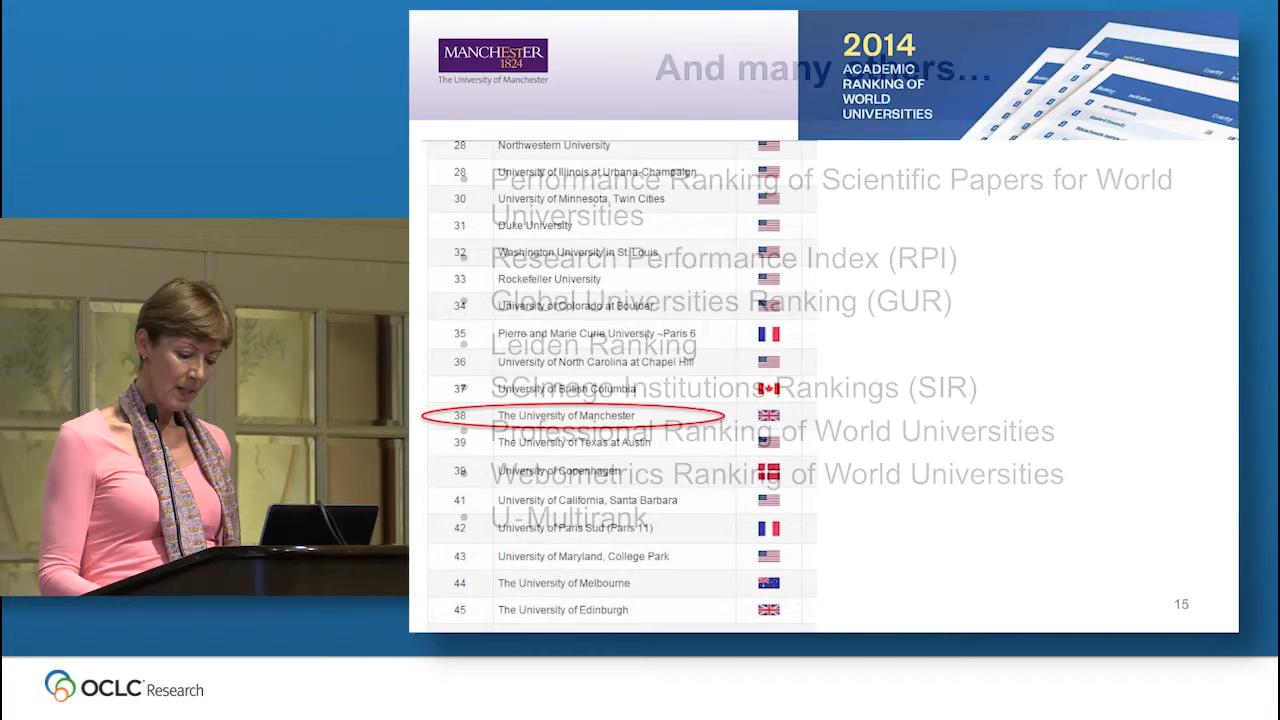 MANCHESTER
1824
The University of Manchester
And many others…
2014
ACADEMIC
RANKING OF
WORLD
UNIVERSITIES
28 Northwestern University
28 University of Illinois at Urbana-Champaign
30 University of Minnesota, Twin Cities
31 Duke University
32 Washington University in St. Louis
33 Rockefeller University
34 University of Colorado at Boulder
35 Pierre and Marie Curie University - Paris 6
36 University of North Carolina at Chapel Hill
37 University of British Columbia
38 The University of Manchester
39 The University of Texas at Austin
39 University of Copenhagen
41 University of California, Santa Barbara
42 University of Paris Sud (Paris 11)
43 University of Maryland, College Park
44 The University of Melbourne
45 The University of Edinburgh
• Performance Ranking of Scientific Papers for World
Universities
• Research Performance Index (RPI)
• Global Universities Ranking (GUR)
• Leiden Ranking
• SCImago Institutions Rankings (SIR)
• Professional Ranking of World Universities
• Webometrics Ranking of World Universities
• U-Multirank
15
OCLC Research